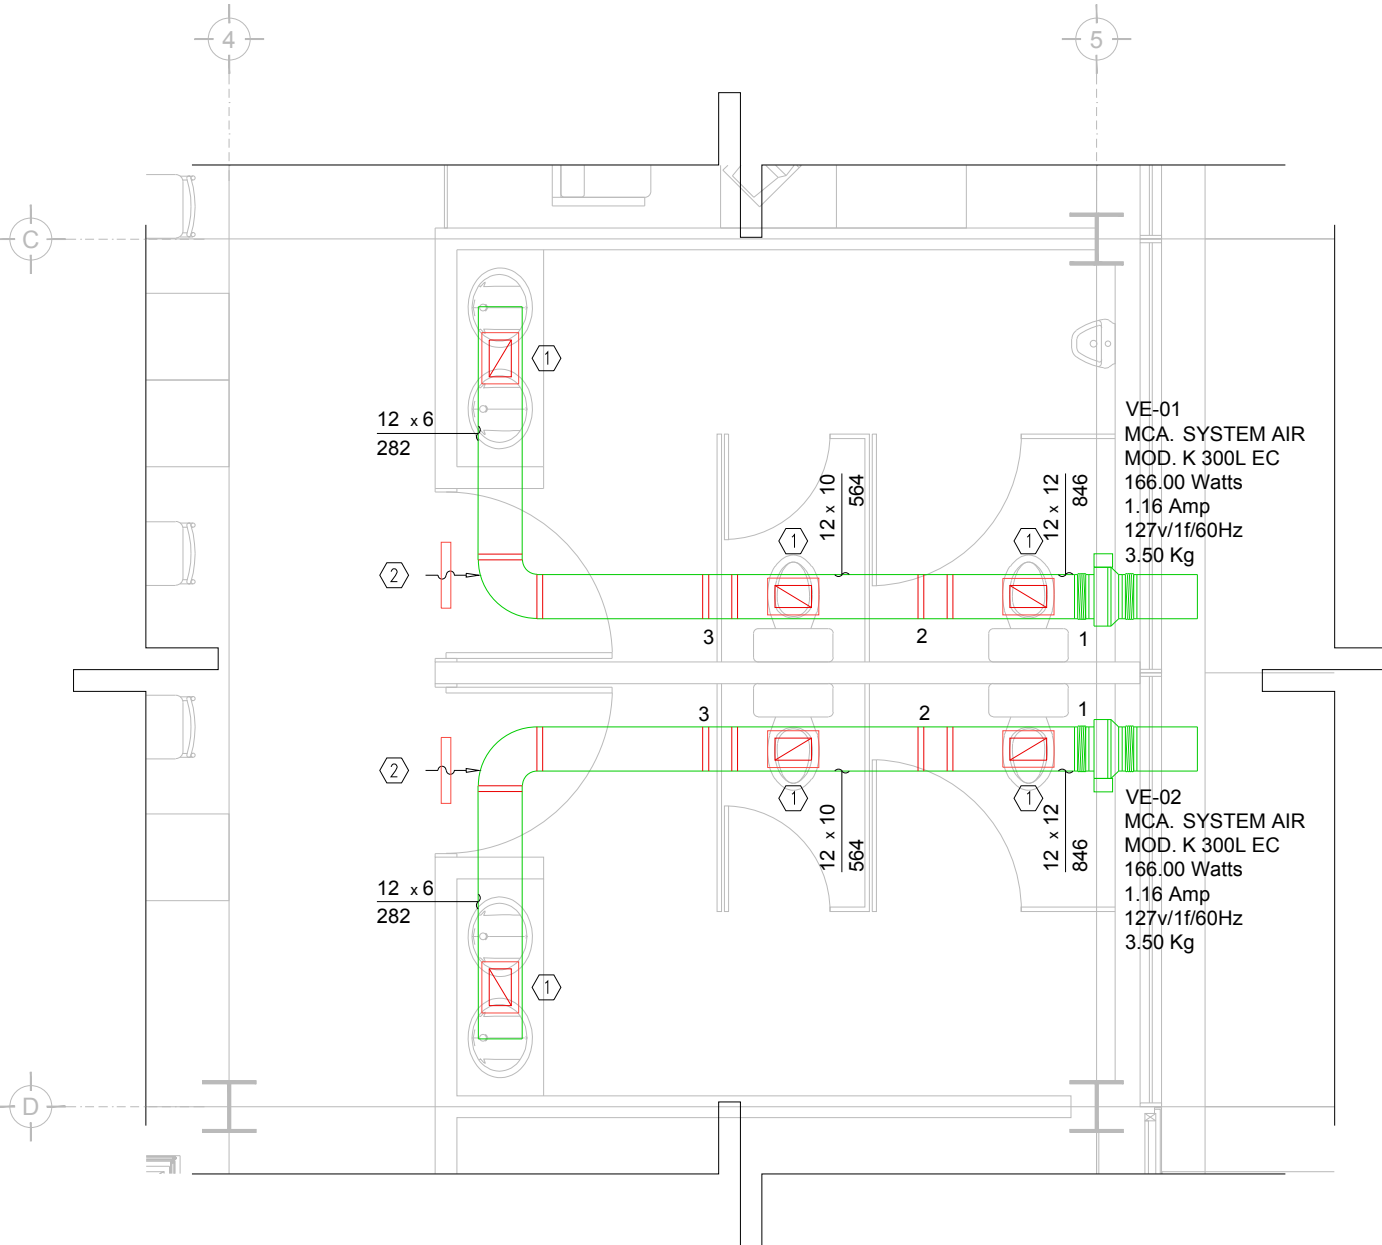 4
5
C
1
12 x 6
282
VE-01
MCA. SYSTEM AIR
MOD. K 300L EC
166.00 Watts
1.16 Amp
127v/1f/60Hz
3.50 Kg
12 x 10
564
12 x 12
846
1
1
2
3
2
1
3
2
1
2
1
1
12 x 10
564
12 x 12
846
VE-02
MCA. SYSTEM AIR
MOD. K 300L EC
166.00 Watts
1.16 Amp
127v/1f/60Hz
3.50 Kg
12 x 6
282
1
D